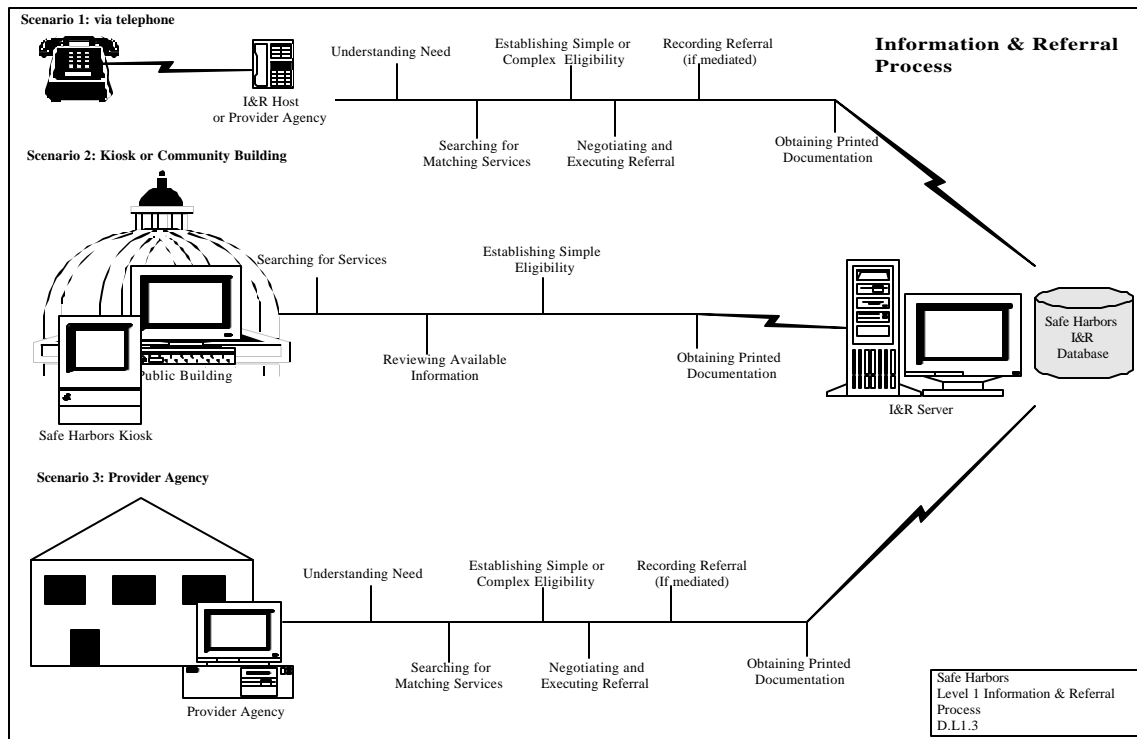 Scenario 1: via telephone
Information & Referral
Process
Understanding Need
Establishing Simple or
Complex Eligibility
Recording Referral
(if mediated)
I&R Host
or Provider Agency
Searching for
Matching Services
Negotiating and
Executing Referral
Obtaining Printed
Documentation
Scenario 2: Kiosk or Community Building
Searching for Services
Establishing Simple
Eligibility
Reviewing Available
Information
Obtaining Printed
Documentation
Public Building
Safe Harbors Kiosk
I&R Server
Safe Harbors
I&R
Database
Scenario 3: Provider Agency
Understanding Need
Establishing Simple or
Complex Eligibility
Recording Referral
(If mediated)
Searching for
Matching Services
Negotiating and
Executing Referral
Obtaining Printed
Documentation
Provider Agency
Safe Harbors
Level 1 Information & Referral
Process
D.L1.3